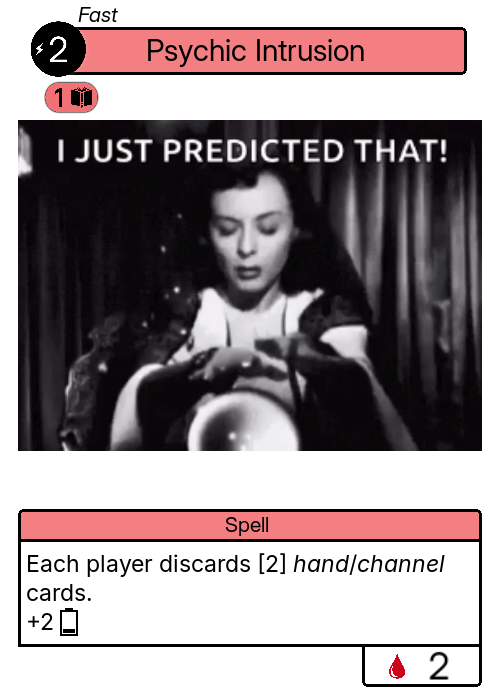 Fast
2
Psychic Intrusion
1
I JUST PREDICTED THAT!
Spell
Each player discards [2] hand/channel
cards.
+2
2